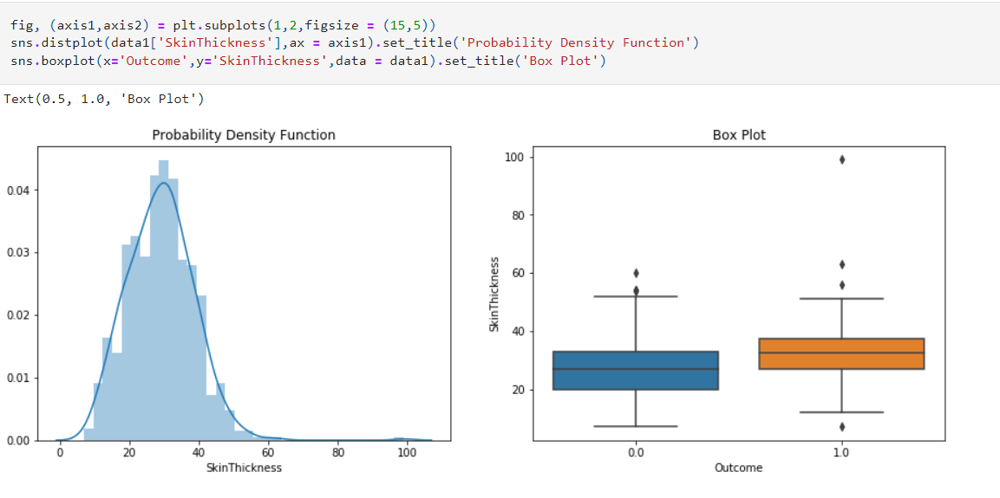 fig, (axis1,axis2) = plt.subplots(1,2,figsize = (15,5))
sns.distplot(data1['SkinThickness'],ax = axis1).set_title('Probability Density Function')
sns.boxplot(x='Outcome',y='SkinThickness',data = data1).set_title('Box Plot')
Text(0.5, 1.0, 'Box Plot')
Probability Density Function
0.04
0.03
0.02
0.01
0.00
0 20 40 60 80 100
SkinThickness
Box Plot
SkinThickness
100
80
60
40
20
0.0 1.0
Outcome